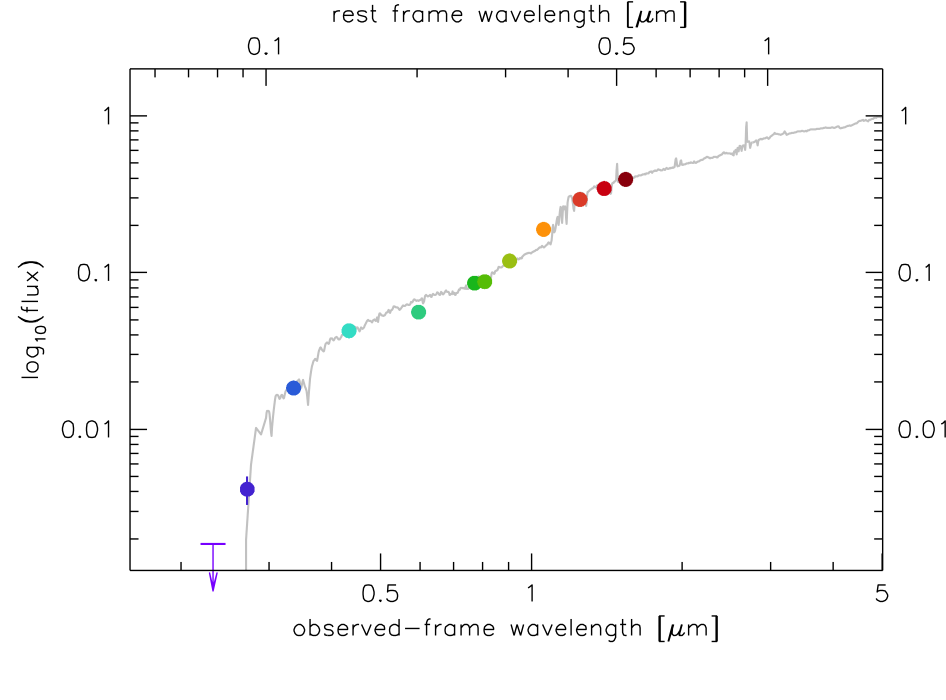 rest frame wavelength [μm]
0.1 0.5 1
1 1
0.1 0.1
0.01 0.01
log₁₀(flux)
0.5 1 5
observed−frame wavelength [μm]